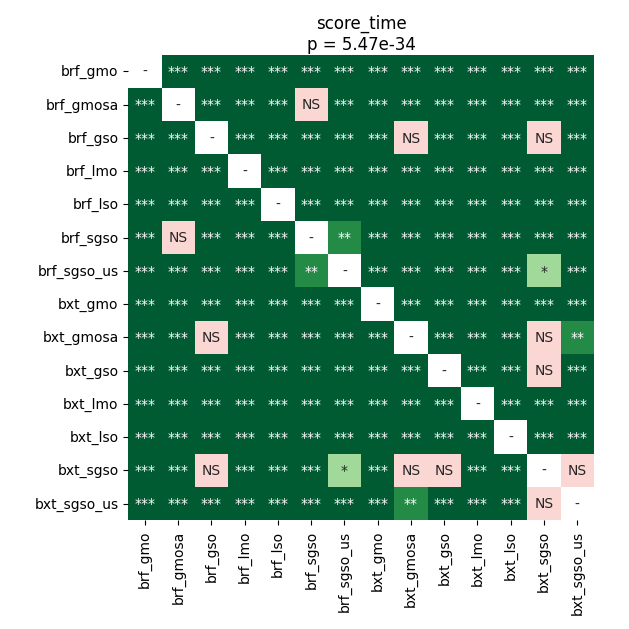 score_time
p = 5.47e-34
brf_gmo - *** *** *** *** *** *** *** *** *** *** *** *** ***
brf_gmosa *** - *** *** *** NS *** *** *** *** *** *** *** ***
brf_gso *** *** - *** *** *** *** *** NS *** *** *** NS ***
brf_lmo *** *** *** - *** *** *** *** *** *** *** *** *** ***
brf_lso *** *** *** *** - *** *** *** *** *** *** *** *** ***
brf_sgso *** NS *** *** *** - ** *** *** *** *** *** *** ***
brf_sgso_us *** *** *** *** *** ** - *** *** *** *** *** * ***
bxt_gmo *** *** *** *** *** *** *** - *** *** *** *** *** ***
bxt_gmosa *** *** NS *** *** *** *** *** - *** *** *** NS **
bxt_gso *** *** *** *** *** *** *** *** *** - *** *** NS ***
bxt_lmo *** *** *** *** *** *** *** *** *** *** - *** *** ***
bxt_lso *** *** *** *** *** *** *** *** *** *** *** - *** ***
bxt_sgso *** *** NS *** *** *** * *** NS NS *** *** - NS
bxt_sgso_us *** *** *** *** *** *** *** *** ** *** *** *** NS -
brf_gmo
brf_gmosa
brf_gso
brf_lmo
brf_lso
brf_sgso
brf_sgso_us
bxt_gmo
bxt_gmosa
bxt_gso
bxt_lmo
bxt_lso
bxt_sgso
bxt_sgso_us